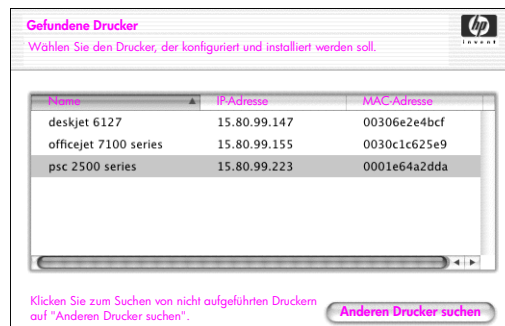 Gefundene Drucker
Wählen Sie den Drucker, der konfiguriert und installiert werden soll.
hp
invent
Name IP-Adresse MAC-Adresse
deskjet 6127 15.80.99.147 00306e2e4bcf
officejet 7100 series 15.80.99.155 0030c1c625e9
psc 2500 series 15.80.99.223 0001e64a2dda
Klicken Sie zum Suchen von nicht aufgeführten Druckern
auf "Anderen Drucker suchen".
Anderen Drucker suchen